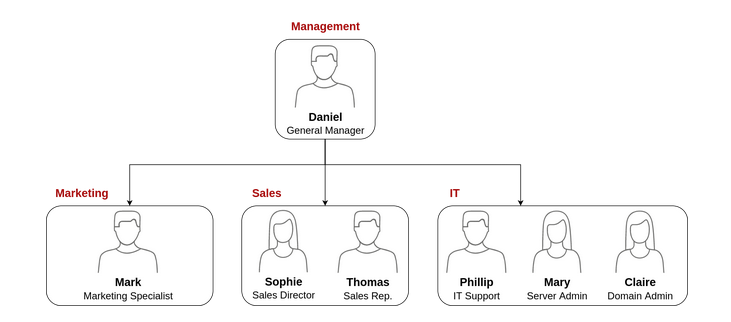 Management
Daniel
General Manager
Marketing
Sales
IT
Mark
Marketing Specialist
Sophie
Sales Director
Thomas
Sales Rep.
Phillip
IT Support
Mary
Server Admin
Claire
Domain Admin